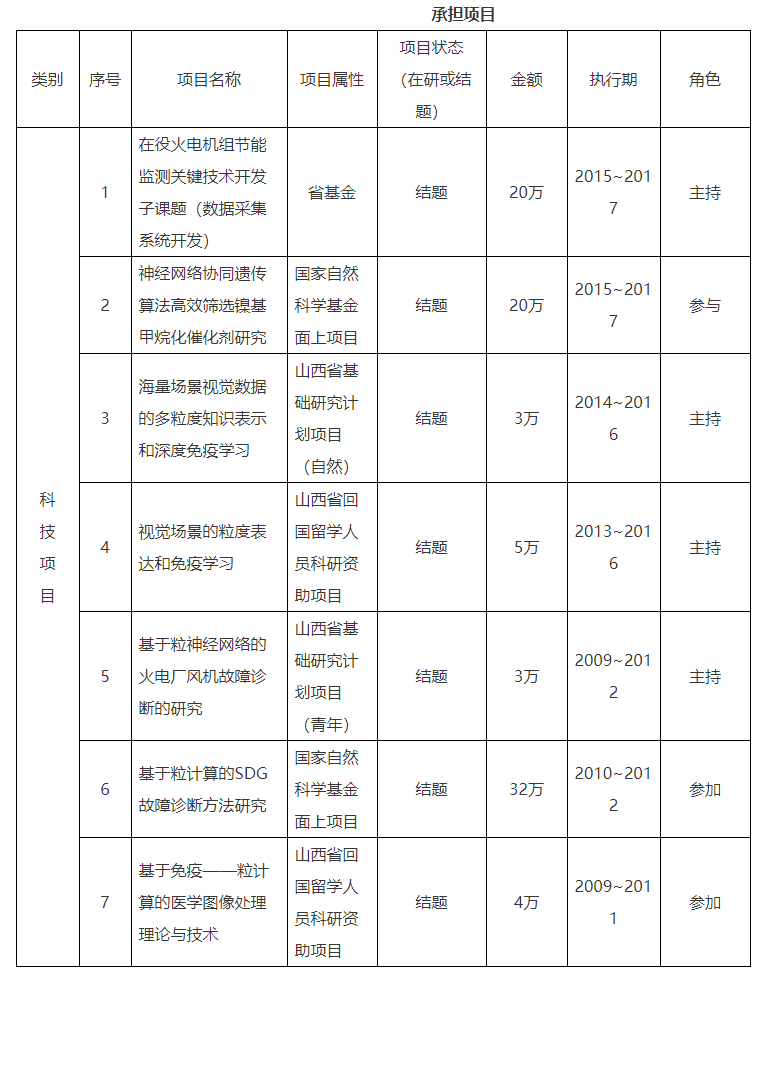 承担项目
类别 序号 项目名称 项目属性 项目状态（在研或结题） 金额 执行期 角色
科技项目
1 在役火电机组节能监测关键技术开发子课题（数据采集系统开发） 省基金 结题 20万 2015~2017 主持
2 神经网络协同遗传算法高效筛选镍基甲烷化催化剂研究 国家自然科学基金面上项目 结题 20万 2015~2017 参与
3 海量场景视觉数据的多粒度知识表示和深度免疫学习 山西省基础研究计划项目（自然） 结题 3万 2014~2016 主持
4 视觉场景的粒度表达和免疫学习 山西省回国留学人员科研资助项目 结题 5万 2013~2016 主持
5 基于粒神经网络的火电厂风机故障诊断的研究 山西省基础研究计划项目（青年） 结题 3万 2009~2012 主持
6 基于粒计算的SDG故障诊断方法研究 国家自然科学基金面上项目 结题 32万 2010~2012 参加
7 基于免疫——粒计算的医学图像处理理论与技术 山西省回国留学人员科研资助项目 结题 4万 2009~2011 参加